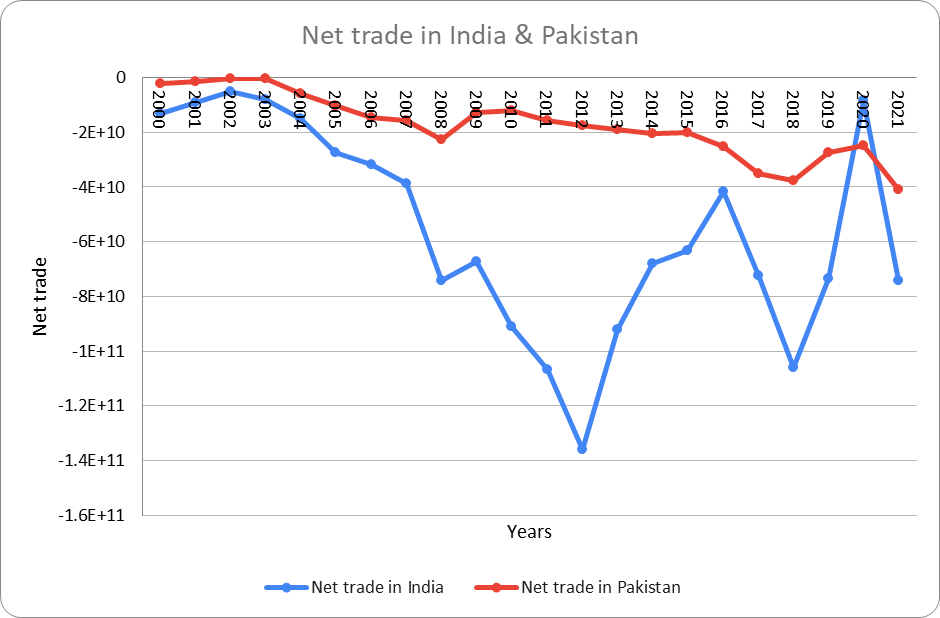 Net trade in India & Pakistan
0
-2E+10
-4E+10
-6E+10
-8E+10
-1E+11
-1.2E+11
-1.4E+11
-1.6E+11
Net trade
2000 2001 2002 2003 2004 2005 2006 2007 2008 2009 2010 2011 2012 2013 2014 2015 2016 2017 2018 2019 2020 2021
Years
Net trade in India Net trade in Pakistan